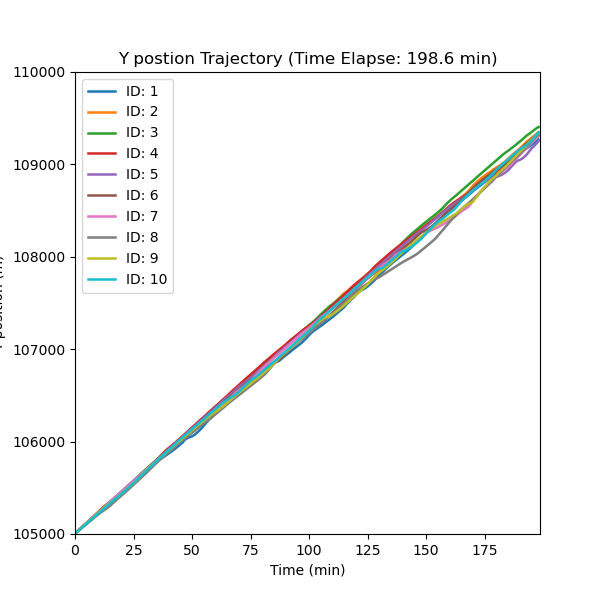 Y postion Trajectory (Time Elapse: 198.6 min)
110000
109000
108000
107000
106000
105000
ID: 1
ID: 2
ID: 3
ID: 4
ID: 5
ID: 6
ID: 7
ID: 8
ID: 9
ID: 10
0 25 50 75 100 125 150 175
Time (min)